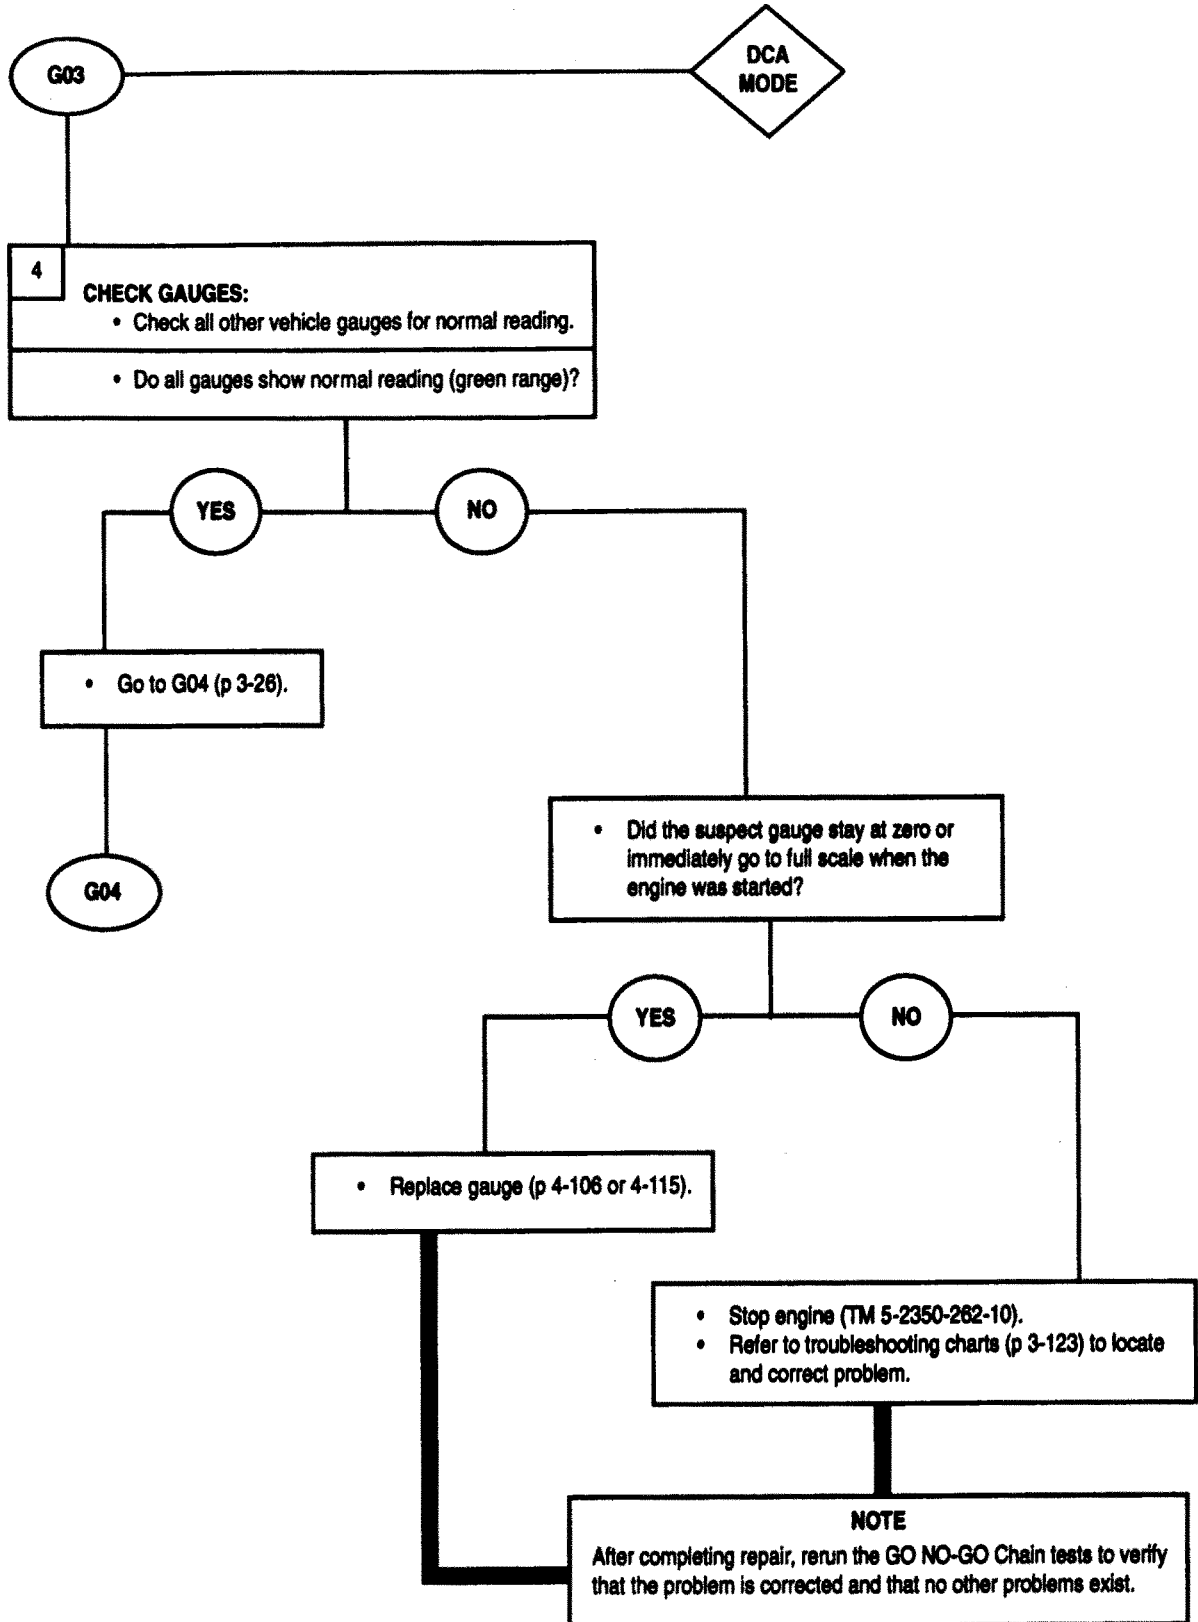 G03
DCA
MODE
4
CHECK GAUGES:
• Check all other vehicle gauges for normal reading.
• Do all gauges show normal reading (green range)?
YES
NO
• Go to G04 (p 3-26).
G04
• Did the suspect gauge stay at zero or
immediately go to full scale when the
engine was started?
YES
NO
• Replace gauge (p 4-106 or 4-115).
• Stop engine (TM 5-2350-262-10).
• Refer to troubleshooting charts (p 3-123) to locate
and correct problem.
NOTE
After completing repair, rerun the GO NO-GO Chain tests to verify
that the problem is corrected and that no other problems exist.